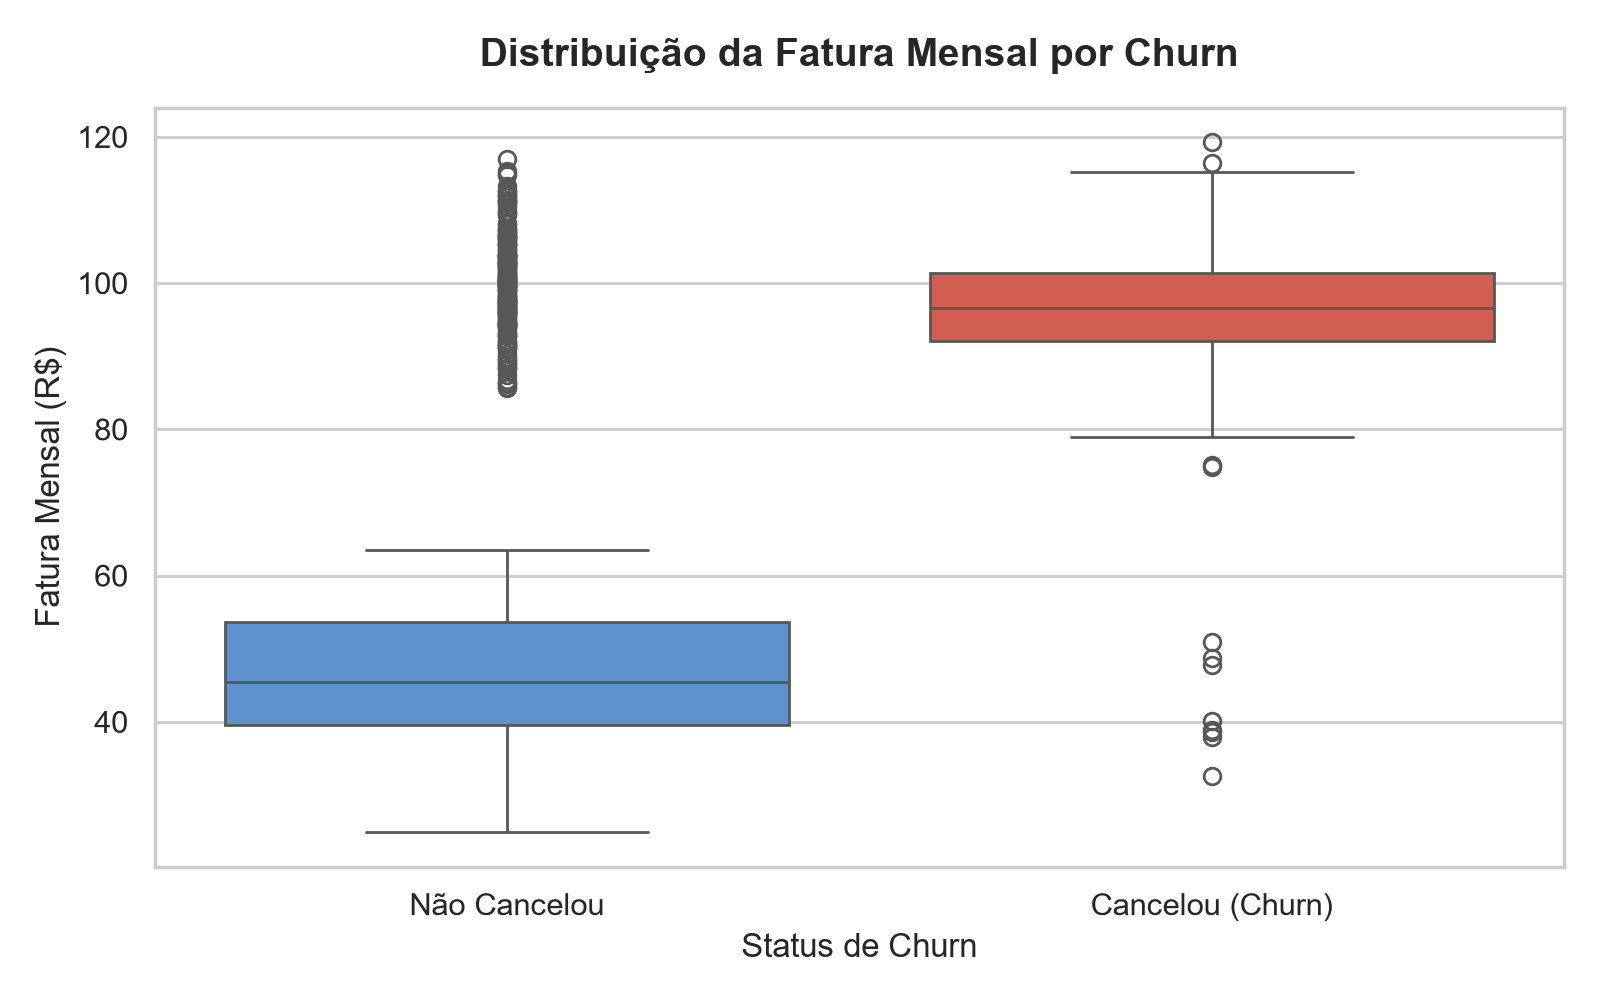 Distribuição da Fatura Mensal por Churn
120
100
80
60
40
Fatura Mensal (R$)
Não Cancelou
Cancelou (Churn)
Status de Churn